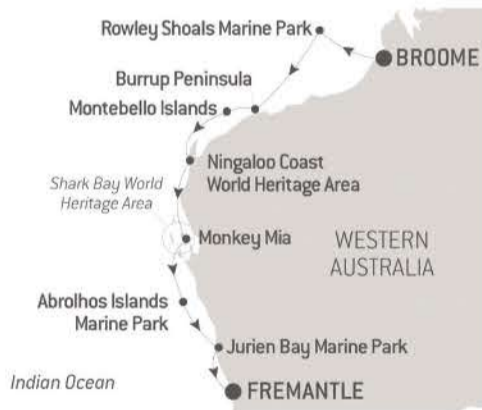 Rowley Shoals Marine Park
BROOME
Burrup Peninsula
Montebello Islands
Ningaloo Coast
World Heritage Area
Shark Bay World
Heritage Area
Monkey Mia
WESTERN
AUSTRALIA
Abrolhos Islands
Marine Park
Jurien Bay Marine Park
Indian Ocean
FREMANTLE